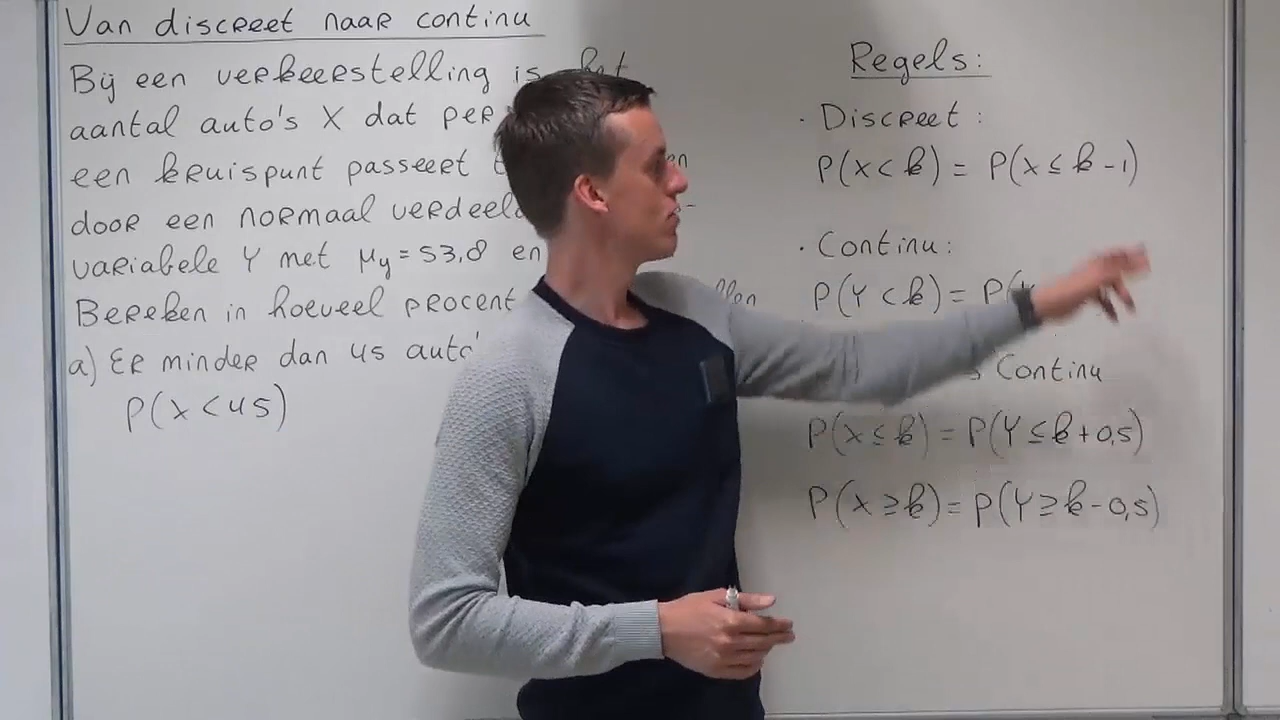 Van discreet naar continu
Bij een verkeerstelling is het
aantal auto's X dat per
een kruispunt passeert
door een normaal verdeelde
variabele Y met μy = 53,8 en
Bereken in hoeveel procent
a) Er minder dan 45 auto's
P(X < 45)
Regels:
· Discreet:
P(X < k) = P(X ≤ k - 1)
· Continu:
P(Y < k) = P(Y
Continu
P(X ≤ k) = P(Y ≤ k + 0,5)
P(X ≥ k) = P(Y ≥ k - 0,5)